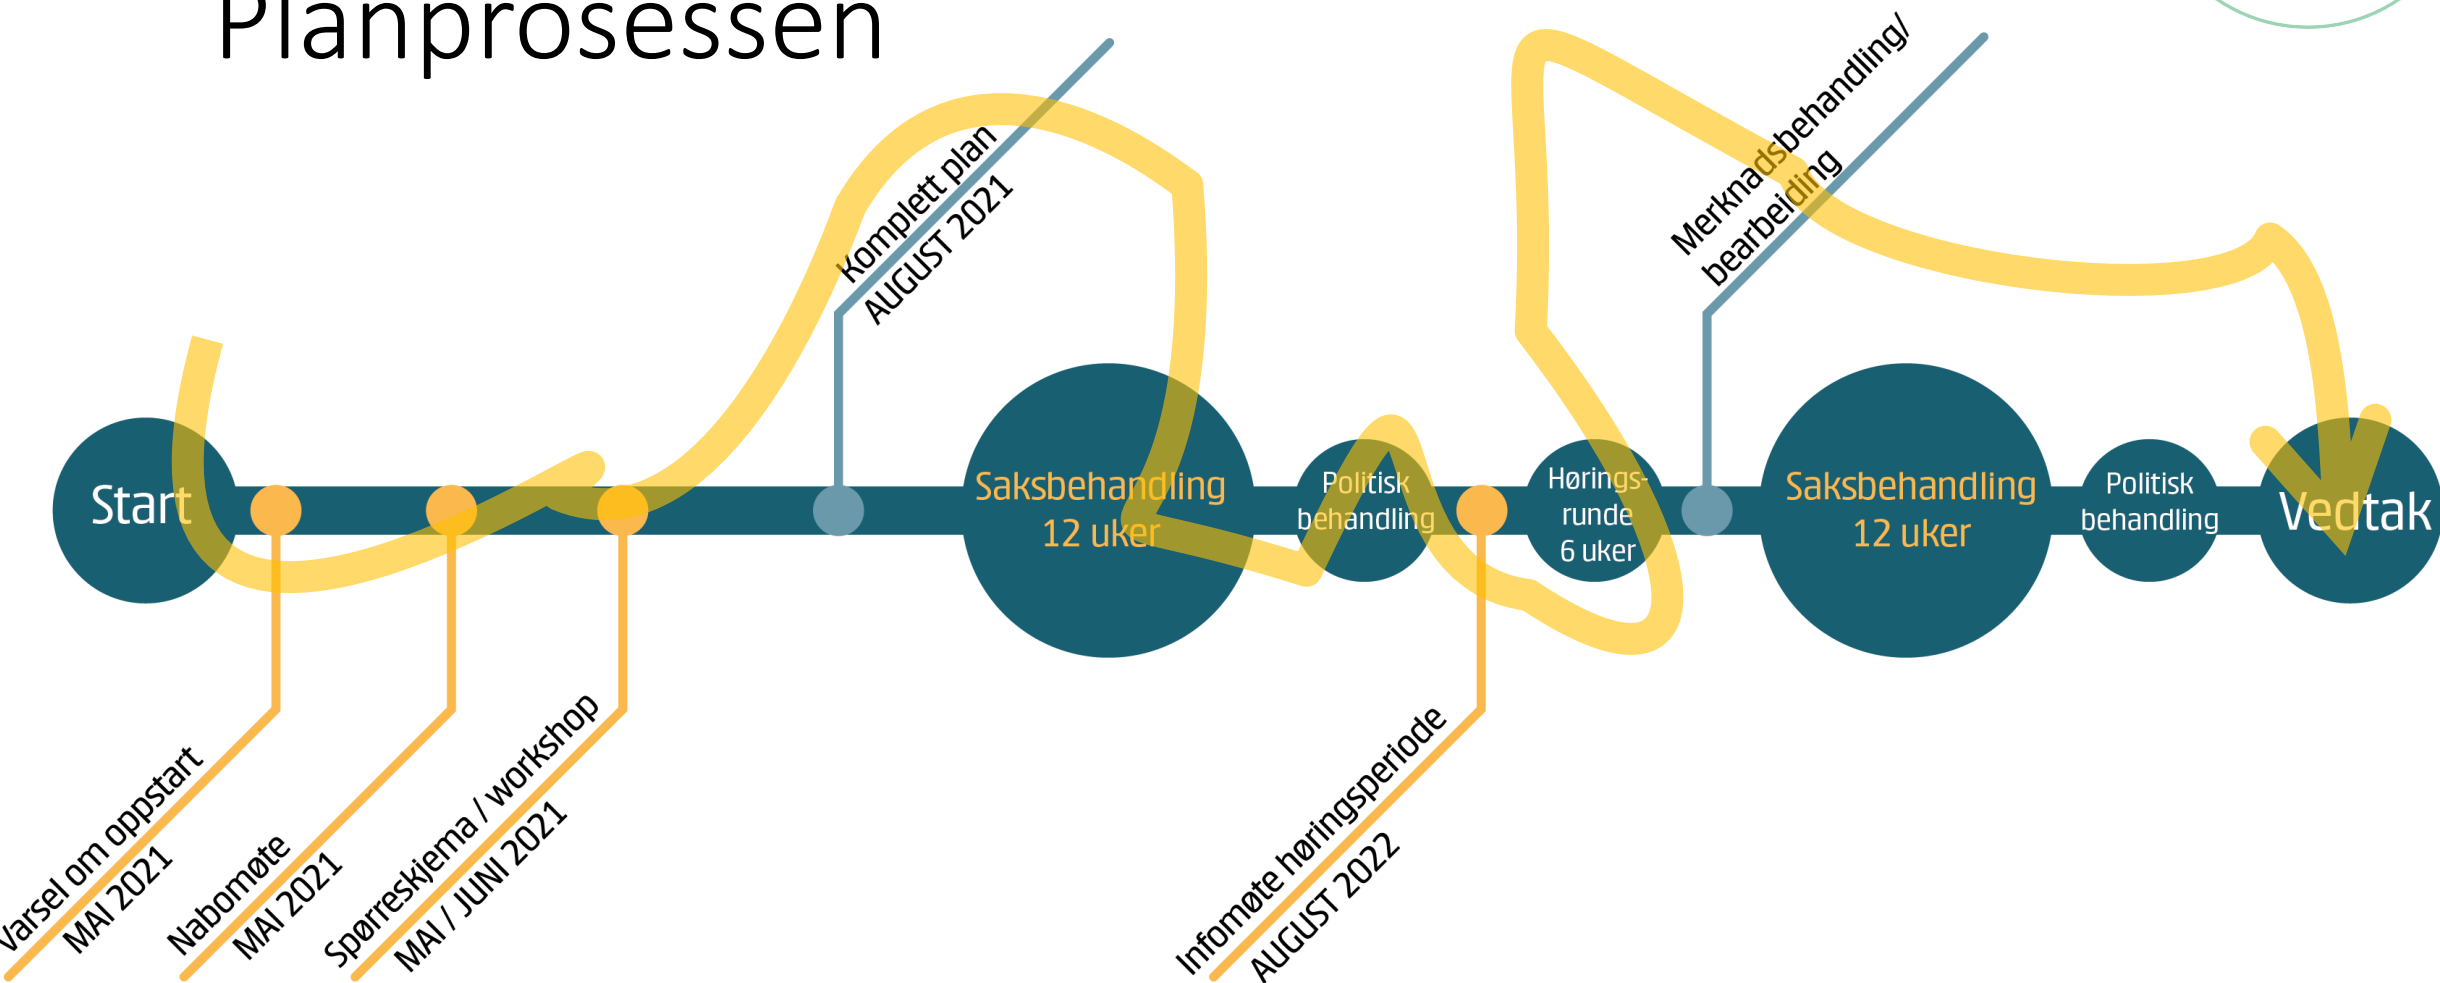 Planprosessen
Komplett plan
AUGUST 2021
Merknadsbehandling/
bearbeiding
Start
Saksbehandling
12 uker
Politisk
behandling
Hørings-
runde
6 uker
Saksbehandling
12 uker
Politisk
behandling
Vedtak
Varsel om oppstart
MAI 2021
Nabomøte
MAI 2021
Spørreskjema / workshop
MAI / JUNI 2021
Infomøte høringsperiode
AUGUST 2022